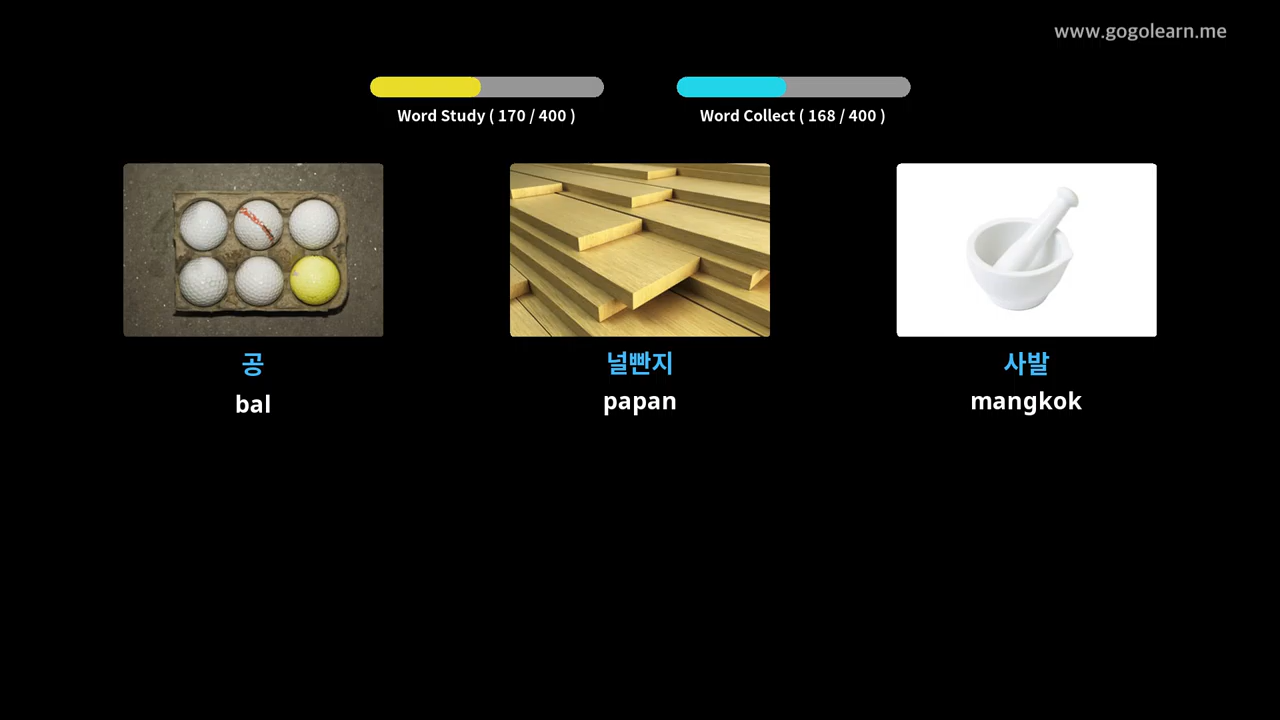 www.gogolearn.me
Word Study ( 170 / 400 )
Word Collect ( 168 / 400 )
공
널빤지
사발
bal
papan
mangkok